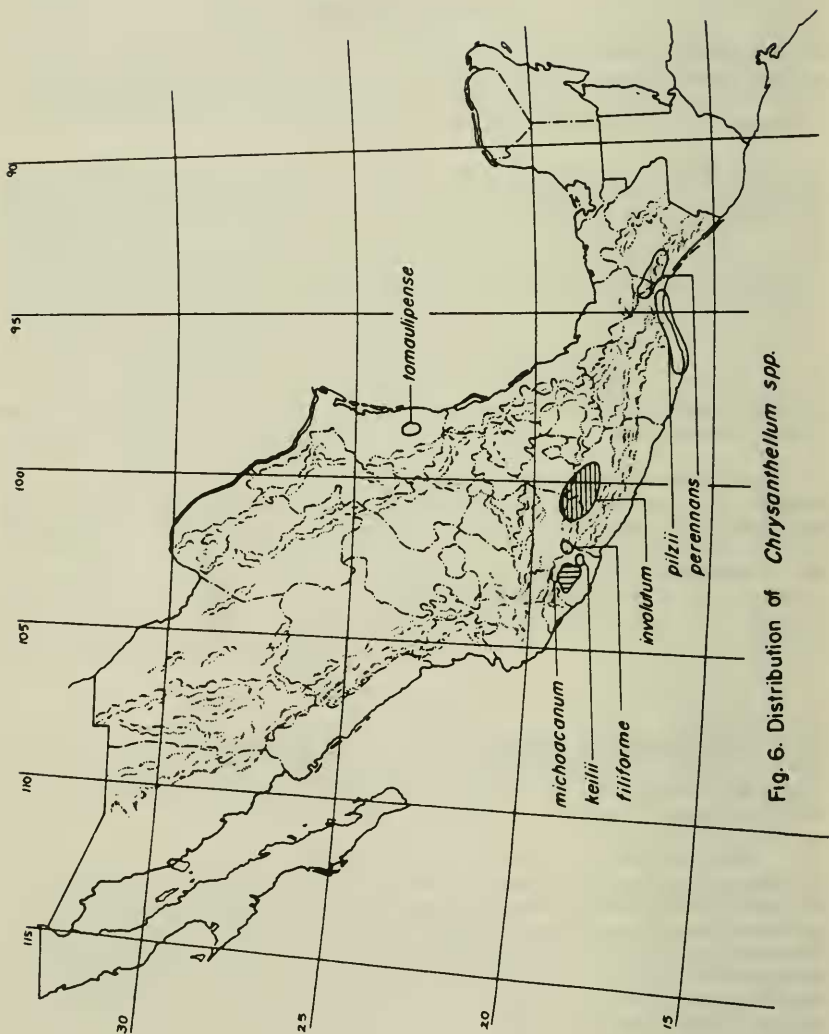 115
110
105
100
95
90
30
25
20
15
tamaulipense
michoacanum
keilii
filiforme
involutum
pilzii
perennans
Fig. 6. Distribution of Chrysanthellum spp.